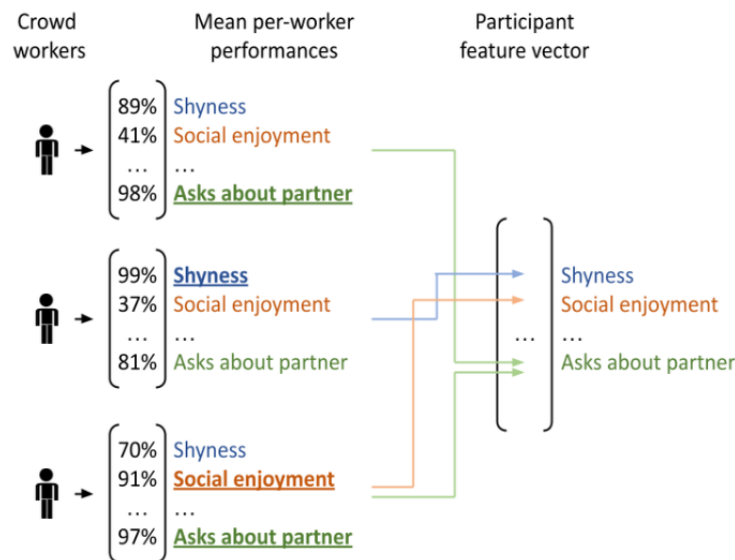 Crowd
workers
Mean per-worker
performances
Participant
feature vector
89% Shyness
41% Social enjoyment
... ...
98% Asks about partner
99% Shyness
37% Social enjoyment
... ...
81% Asks about partner
70% Shyness
91% Social enjoyment
... ...
97% Asks about partner
Shyness
Social enjoyment
... ...
Asks about partner